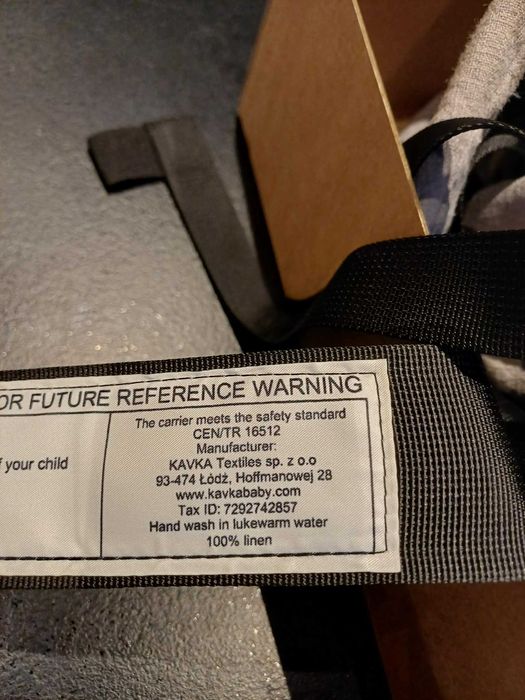 OR FUTURE REFERENCE WARNING
f your child
The carrier meets the safety standard
CEN/TR 16512
Manufacturer:
KAVKA Textiles sp. z o.o
93-474 Łódź, Hoffmanowej 28
www.kavkababy.com
Tax ID: 7292742857
Hand wash in lukewarm water
100% linen